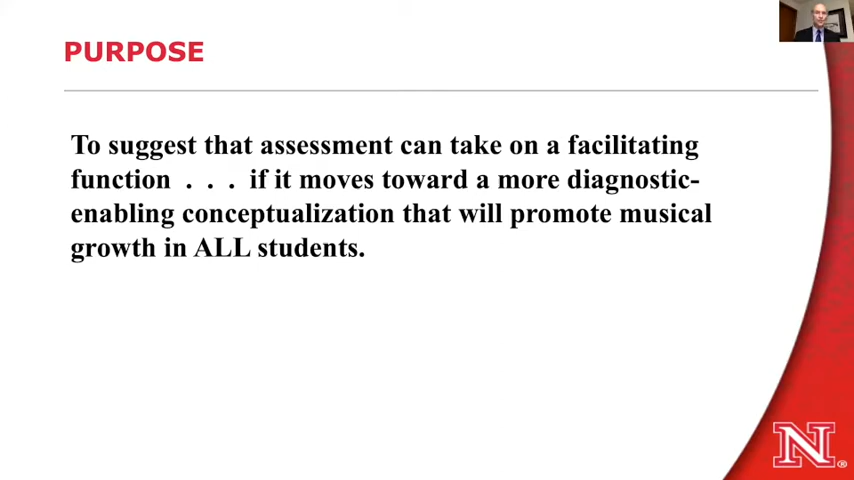 PURPOSE
To suggest that assessment can take on a facilitating
function . . . if it moves toward a more diagnostic-
enabling conceptualization that will promote musical
growth in ALL students.
N®